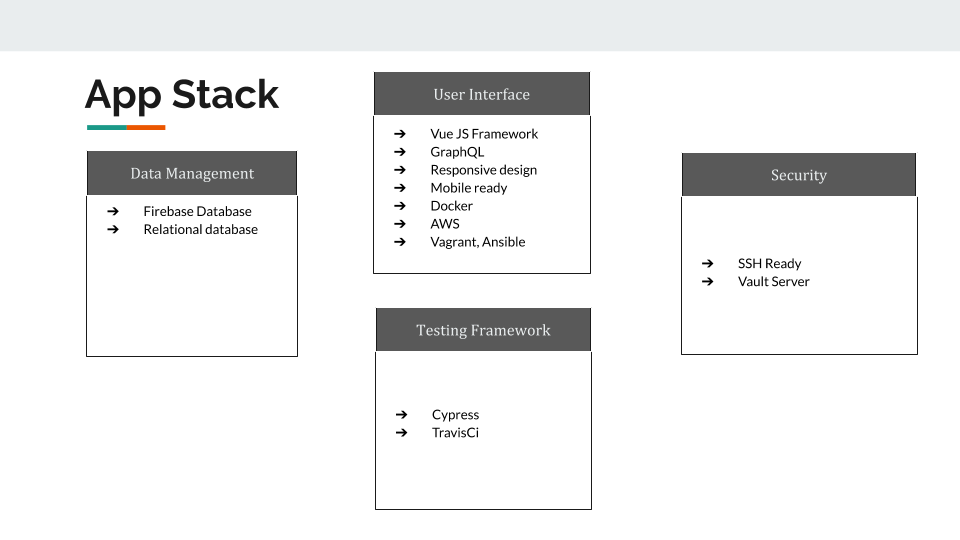 App Stack
Data Management
➔ Firebase Database
➔ Relational database
User Interface
➔ Vue JS Framework
➔ GraphQL
➔ Responsive design
➔ Mobile ready
➔ Docker
➔ AWS
➔ Vagrant, Ansible
Testing Framework
➔ Cypress
➔ TravisCi
Security
➔ SSH Ready
➔ Vault Server